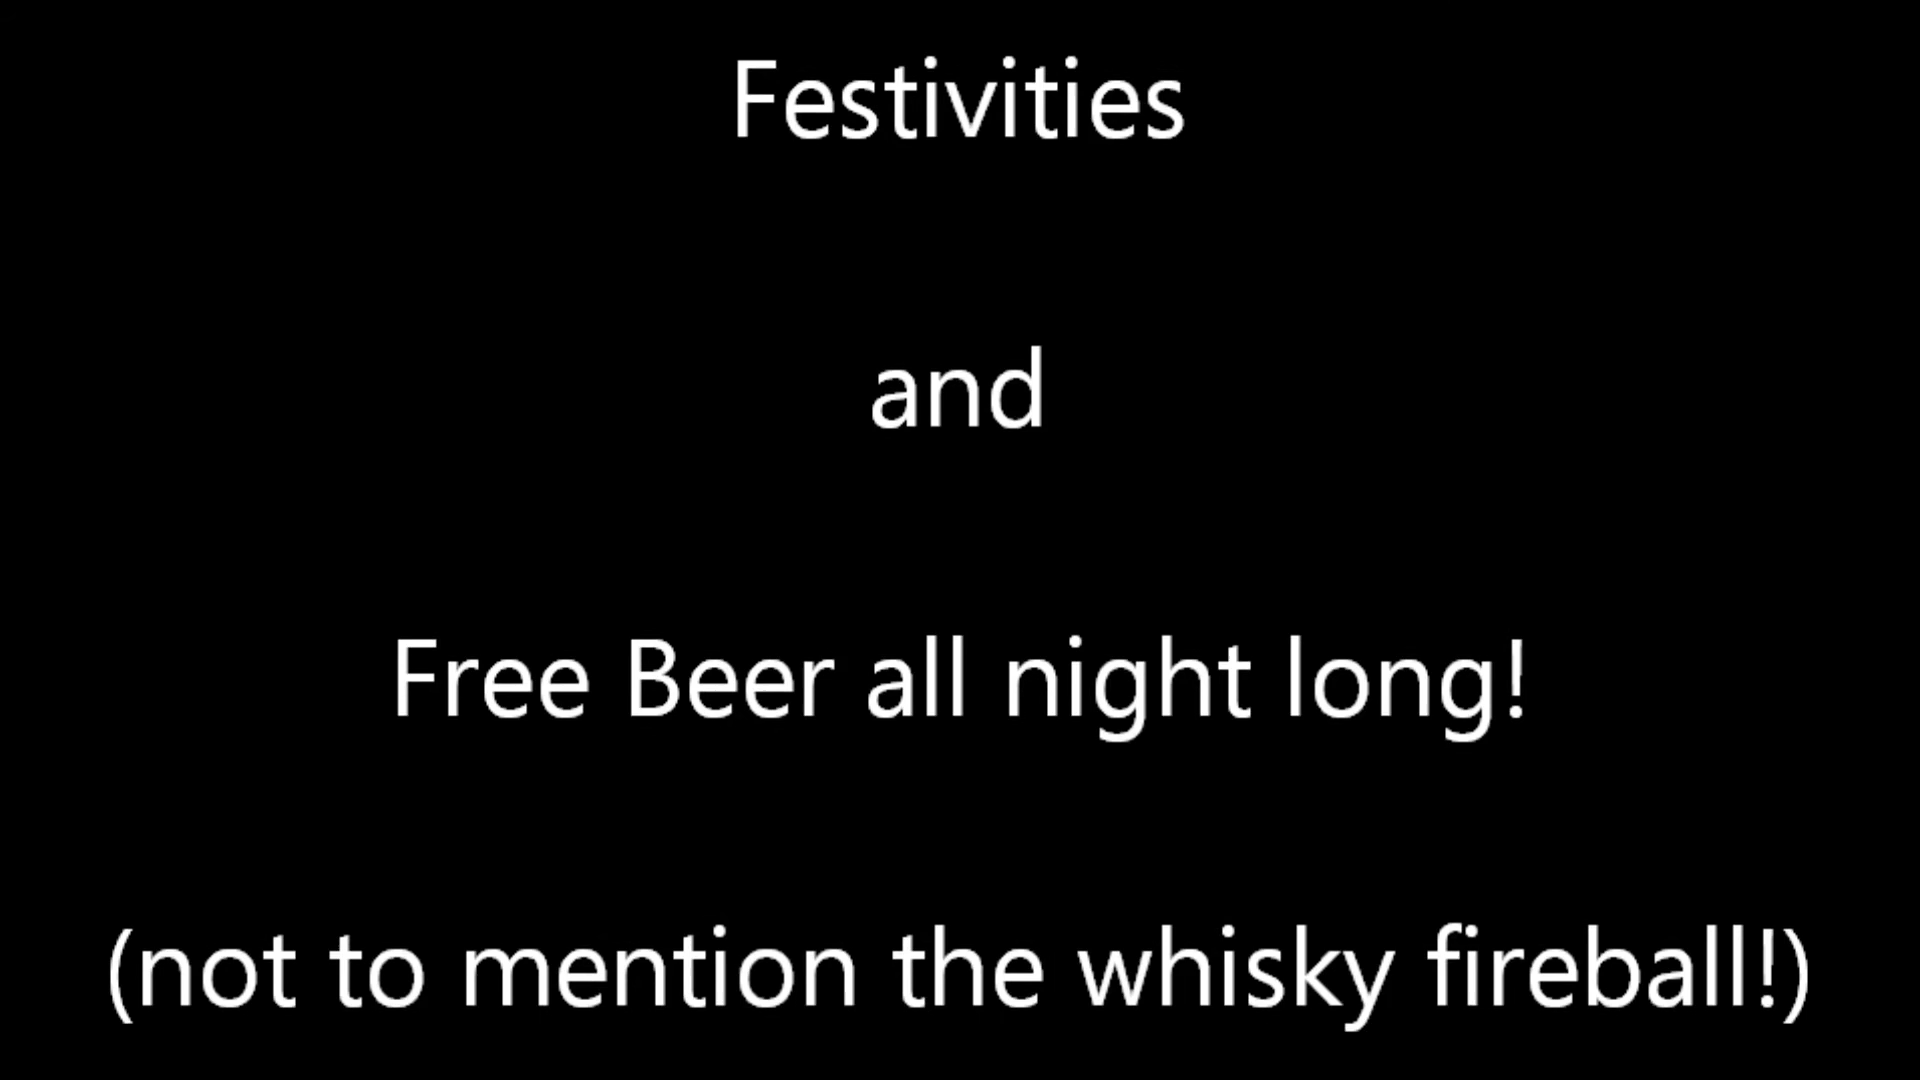 Festivities
and
Free Beer all night long!
(not to mention the whisky fireball!)